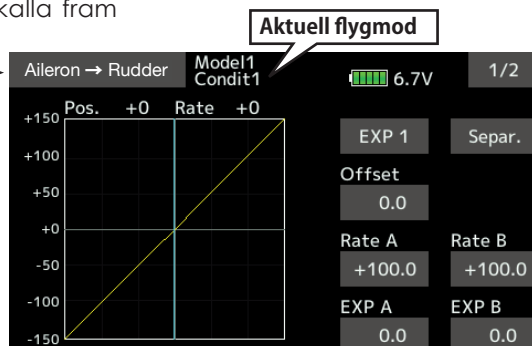 kalla fram
Aktuell flygmod
Aileron → Rudder
Model1
Condit1
6.7V
1/2
Pos. +0 Rate +0
+150
+100
+50
+0
-50
-100
-150
EXP 1
Separ.
Offset
0.0
Rate A Rate B
+100.0 +100.0
EXP A EXP B
0.0 0.0